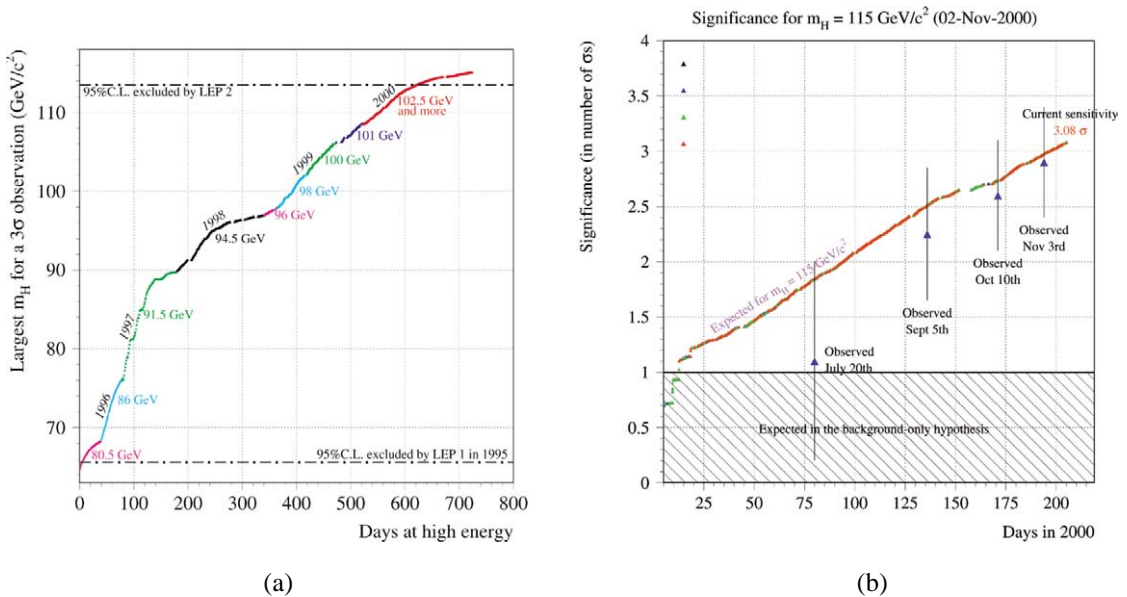 Largest m_H for a 3σ observation (GeV/c²)
110
100
90
80
70
95%C.L. excluded by LEP 2
2000
102.5 GeV
and more
101 GeV
1999
100 GeV
98 GeV
96 GeV
1998
94.5 GeV
91.5 GeV
1997
1996
86 GeV
80.5 GeV
95%C.L. excluded by LEP 1 in 1995
0 100 200 300 400 500 600 700 800
Days at high energy
(a)
Significance for m_H = 115 GeV/c² (02-Nov-2000)
Significance (in number of σs)
4
3.5
3
2.5
2
1.5
1
0.5
0
Current sensitivity
3.08 σ
Observed
Nov 3rd
Observed
Oct 10th
Observed
Sept 5th
Expected for m_H = 115 GeV/c²
Observed
July 20th
Expected in the background-only hypothesis
25 50 75 100 125 150 175 200
Days in 2000
(b)